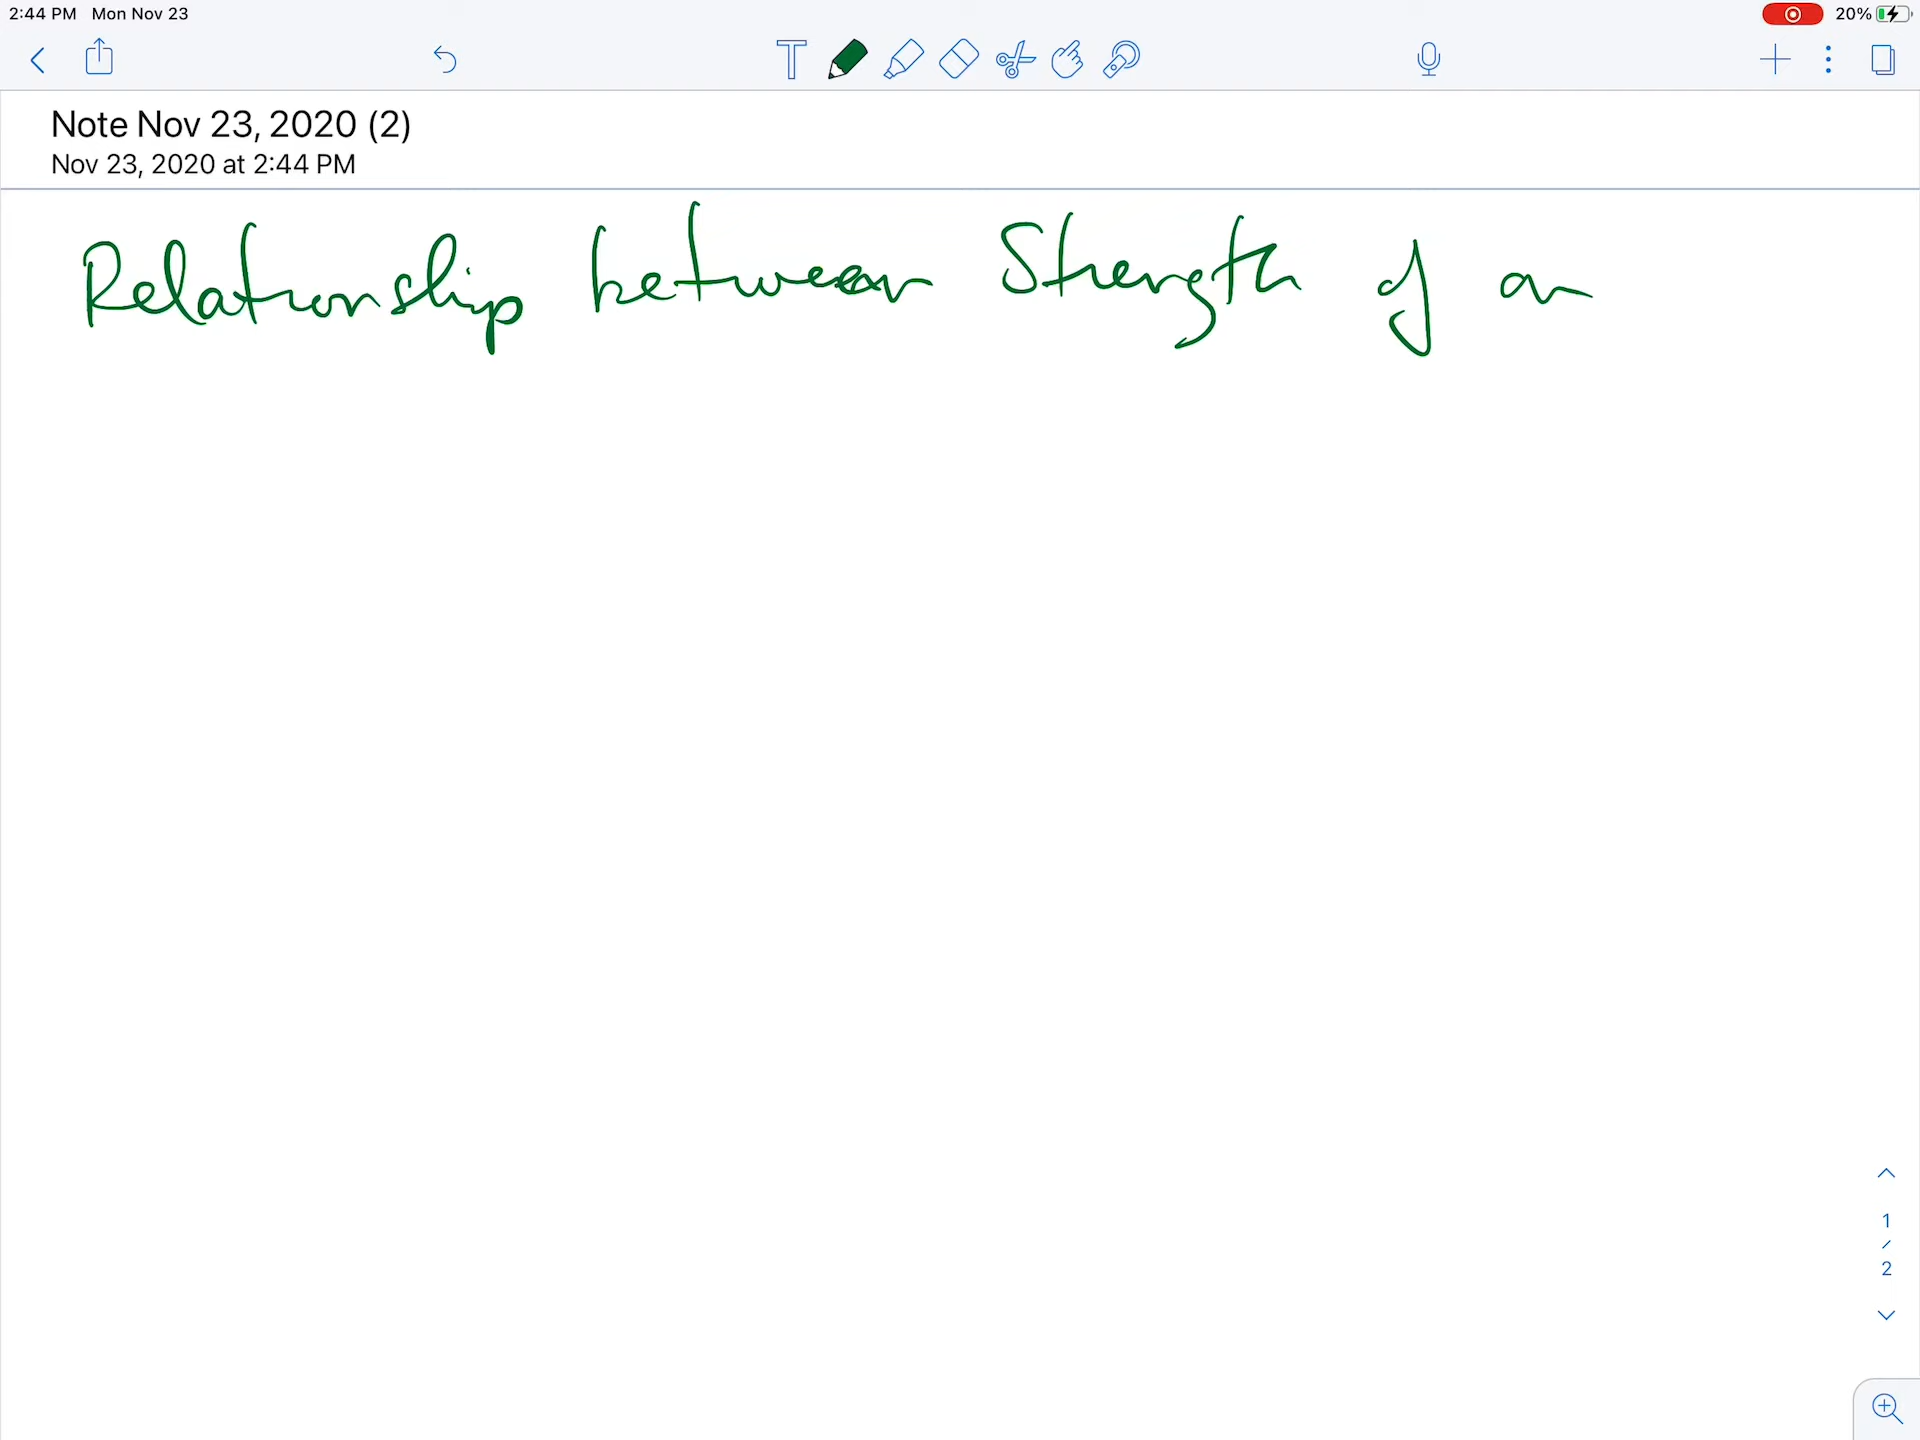 2:44 PM Mon Nov 23
20%
Note Nov 23, 2020 (2)
Nov 23, 2020 at 2:44 PM
Relationship between Strength of an
1
/
2